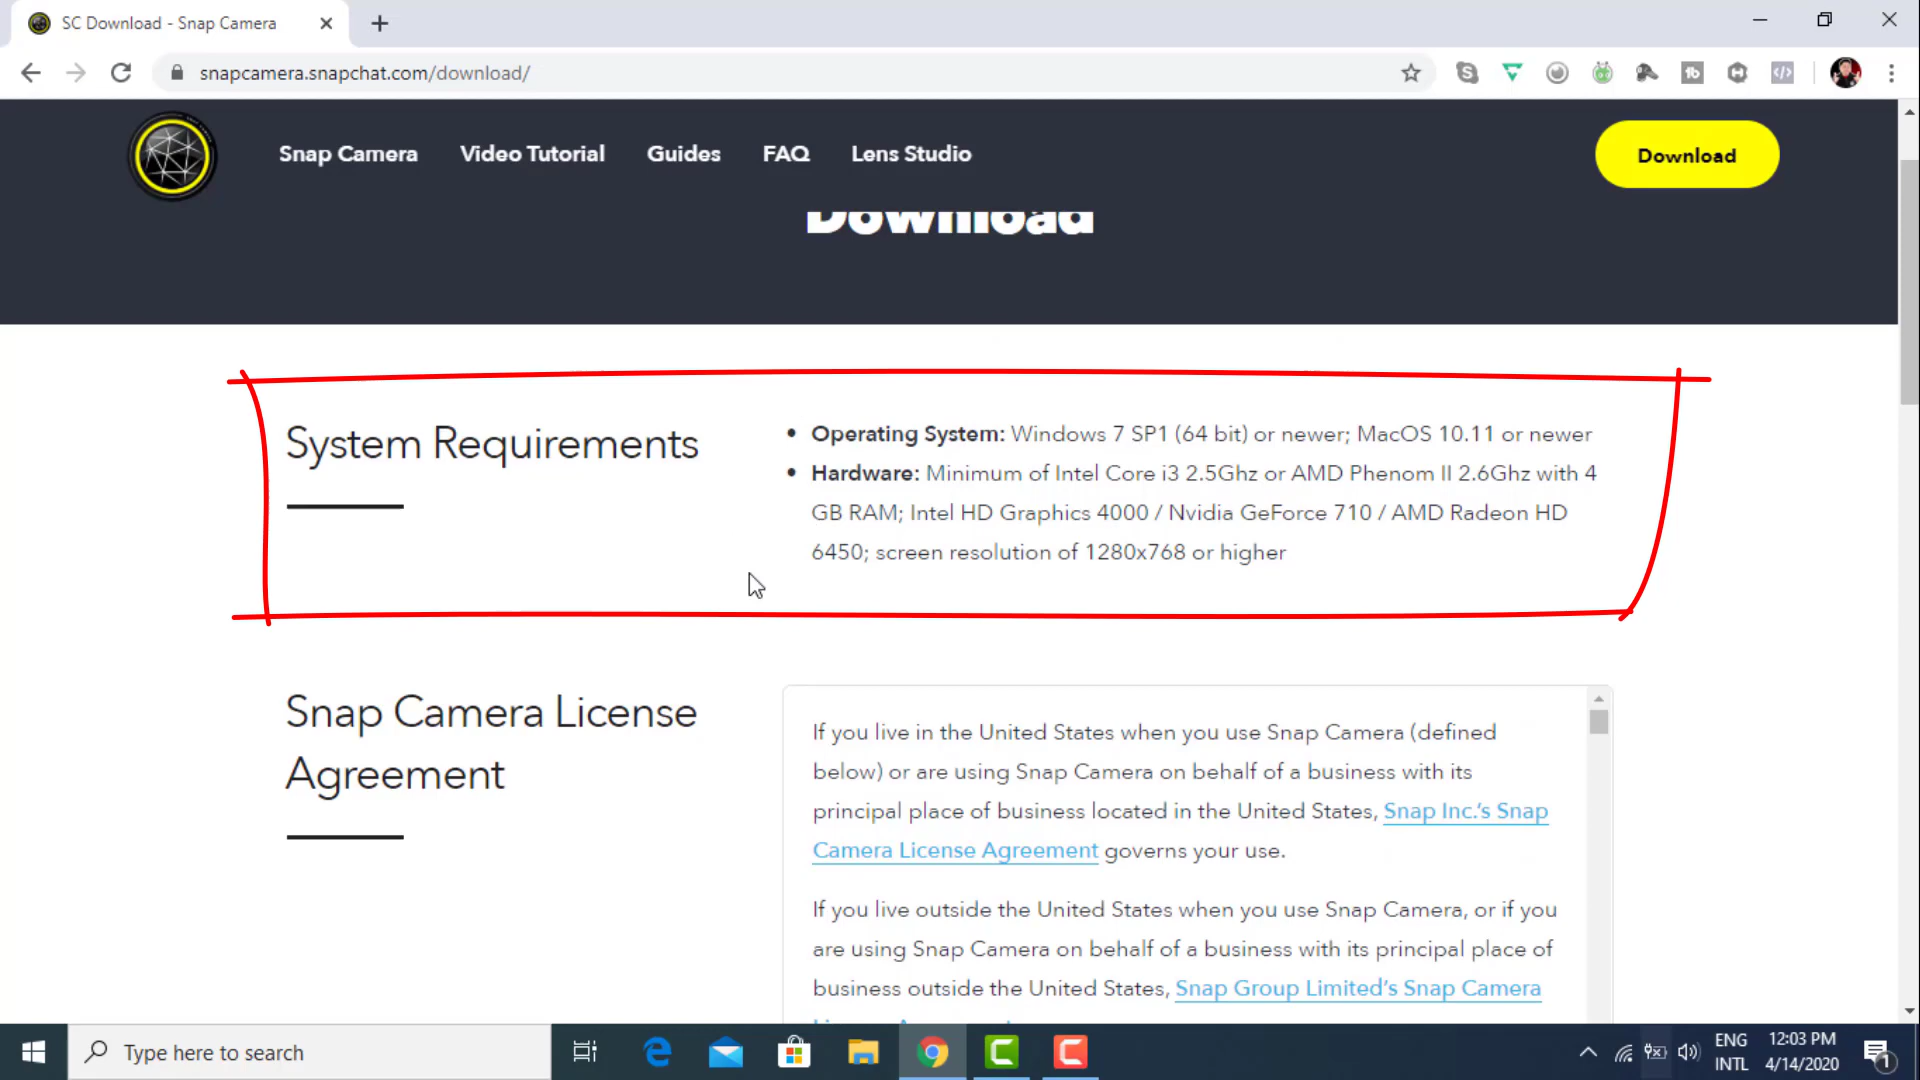 SC Download - Snap Camera
snapcamera.snapchat.com/download/
Snap Camera Video Tutorial Guides FAQ Lens Studio Download
Download
System Requirements
• Operating System: Windows 7 SP1 (64 bit) or newer; MacOS 10.11 or newer
• Hardware: Minimum of Intel Core i3 2.5Ghz or AMD Phenom II 2.6Ghz with 4
GB RAM; Intel HD Graphics 4000 / Nvidia GeForce 710 / AMD Radeon HD
6450; screen resolution of 1280x768 or higher
Snap Camera License
Agreement
If you live in the United States when you use Snap Camera (defined
below) or are using Snap Camera on behalf of a business with its
principal place of business located in the United States, Snap Inc.’s Snap
Camera License Agreement governs your use.
If you live outside the United States when you use Snap Camera, or if you
are using Snap Camera on behalf of a business with its principal place of
business outside the United States, Snap Group Limited’s Snap Camera
Type here to search
ENG
INTL
12:03 PM
4/14/2020
1